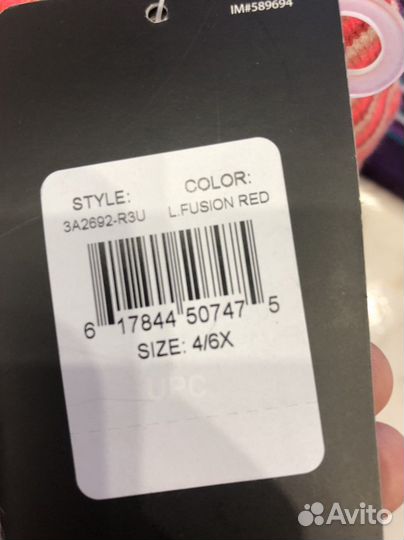 IM#589694
STYLE: COLOR:
3A2692-R3U L.FUSION RED
6 17844 50747 5
SIZE: 4/6X
UPC
Avito